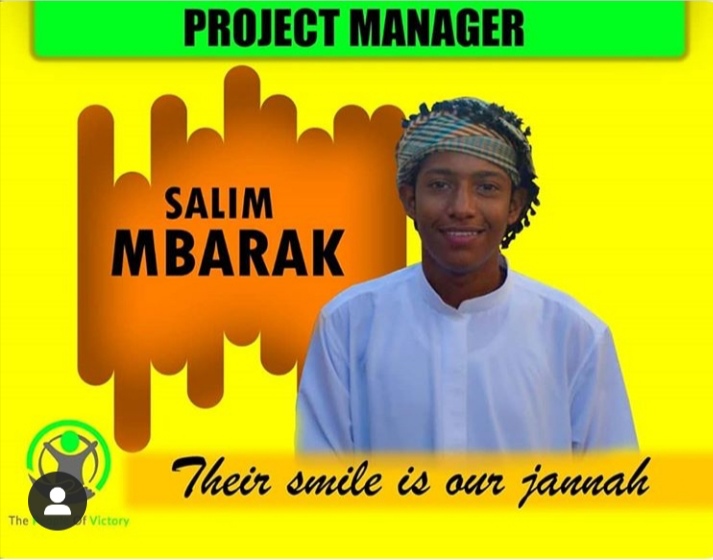 PROJECT MANAGER
SALIM
MBARAK
Their smile is our jannah
The Of Victory